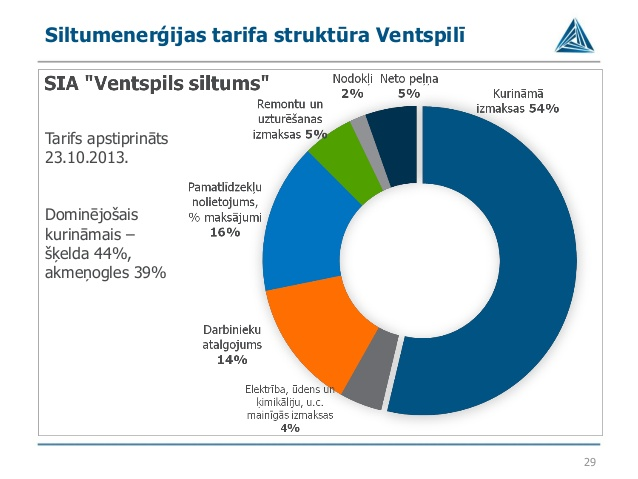 Siltumenerģijas tarifa struktūra Ventspilī
SIA "Ventspils siltums"
Tarifs apstiprināts
23.10.2013.
Dominējošais
kurināmais –
šķelda 44%,
akmeņogles 39%
Nodokļi
2%
Neto peļņa
5%
Kurināmā
izmaksas 54%
Remontu un
uzturēšanas
izmaksas 5%
Pamatlīdzekļu
nolietojums,
% maksājumi
16%
Darbinieku
atalgojums
14%
Elektrība, ūdens un
ķimikāliju, u.c.
mainīgās izmaksas
4%
29